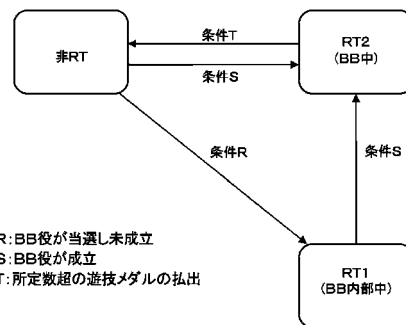 非RT
条件T
条件S
RT2
(BB中)
条件R
条件S
RT1
(BB内部中)
R:BB役が当選し未成立
S:BB役が成立
T:所定数超の遊技メダルの払出